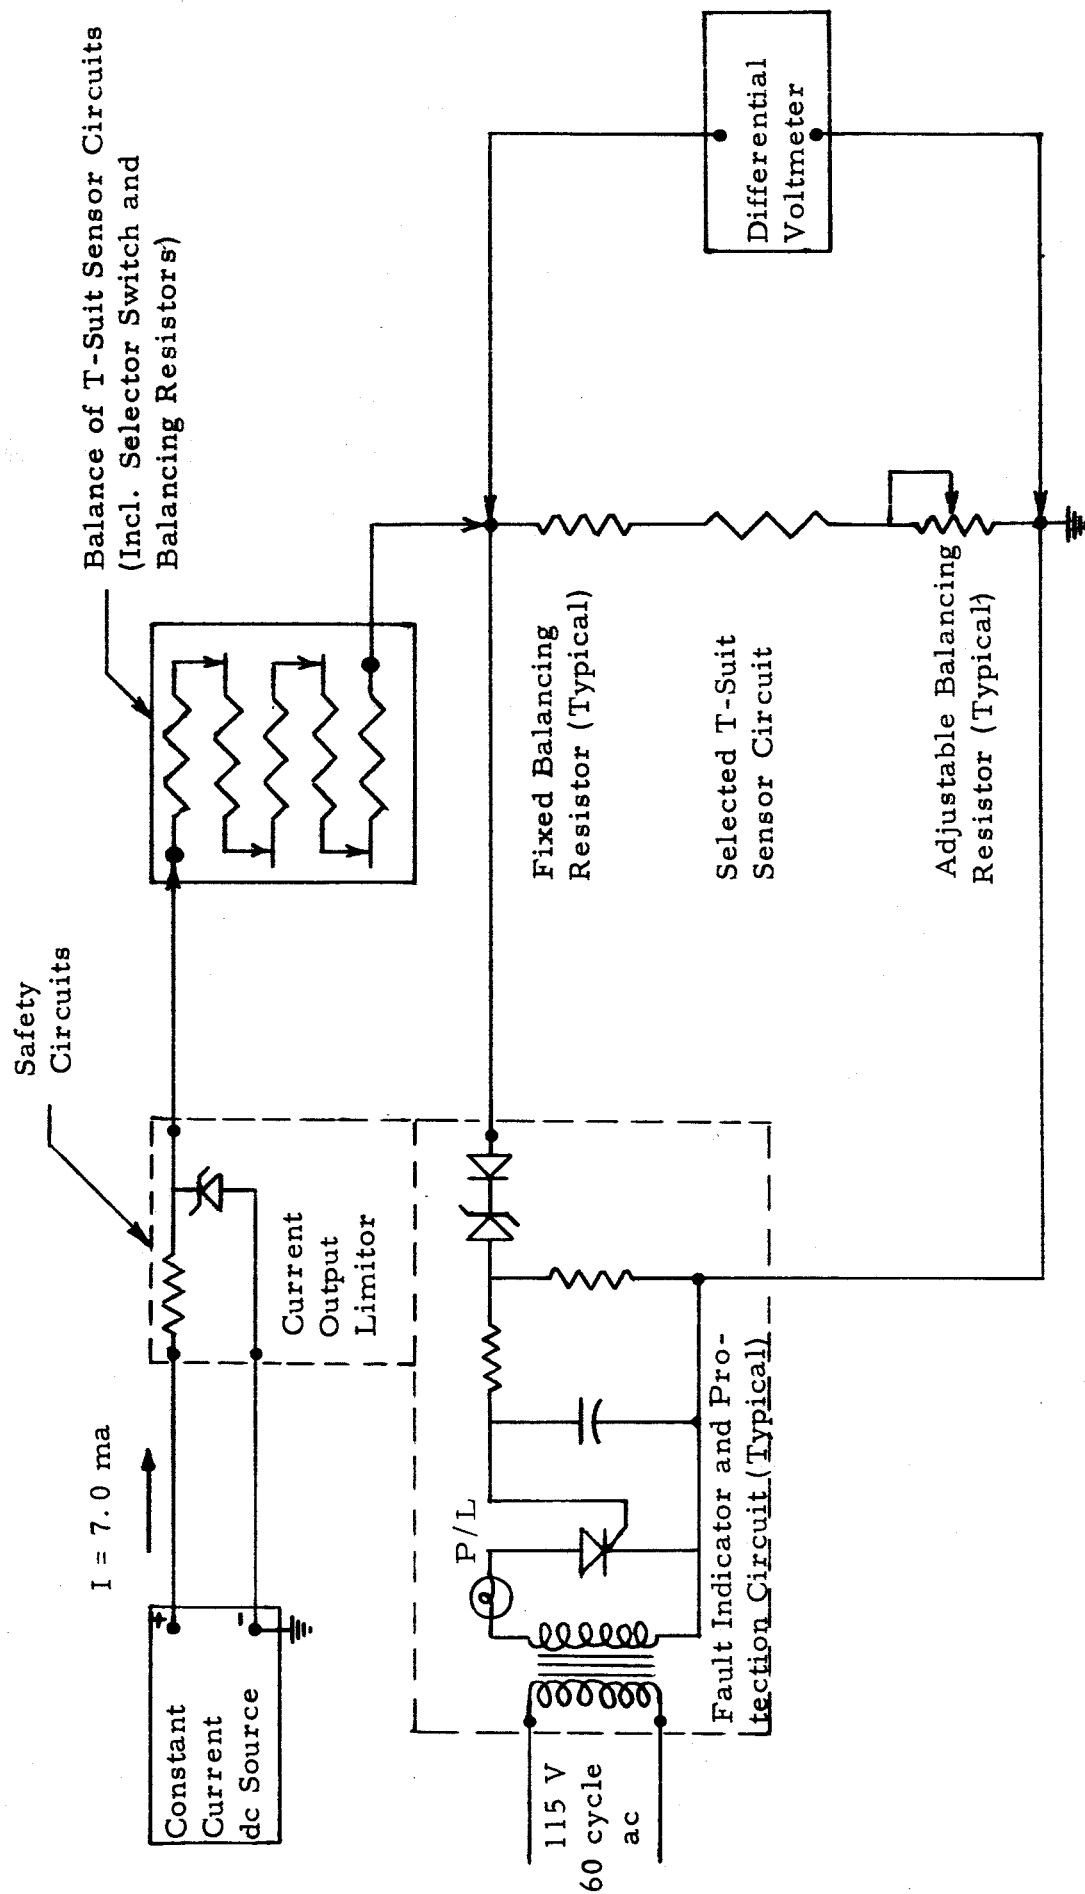 Constant
Current
dc Source
+
-
I = 7.0 ma
Safety
Circuits
Current
Output
Limitor
Balance of T-Suit Sensor Circuits
(Incl. Selector Switch and
Balancing Resistors)
115 V
60 cycle
ac
P/L
Fault Indicator and Pro-
tection Circuit (Typical)
Fixed Balancing
Resistor (Typical)
Selected T-Suit
Sensor Circuit
Adjustable Balancing
Resistor (Typical)
Differential
Voltmeter